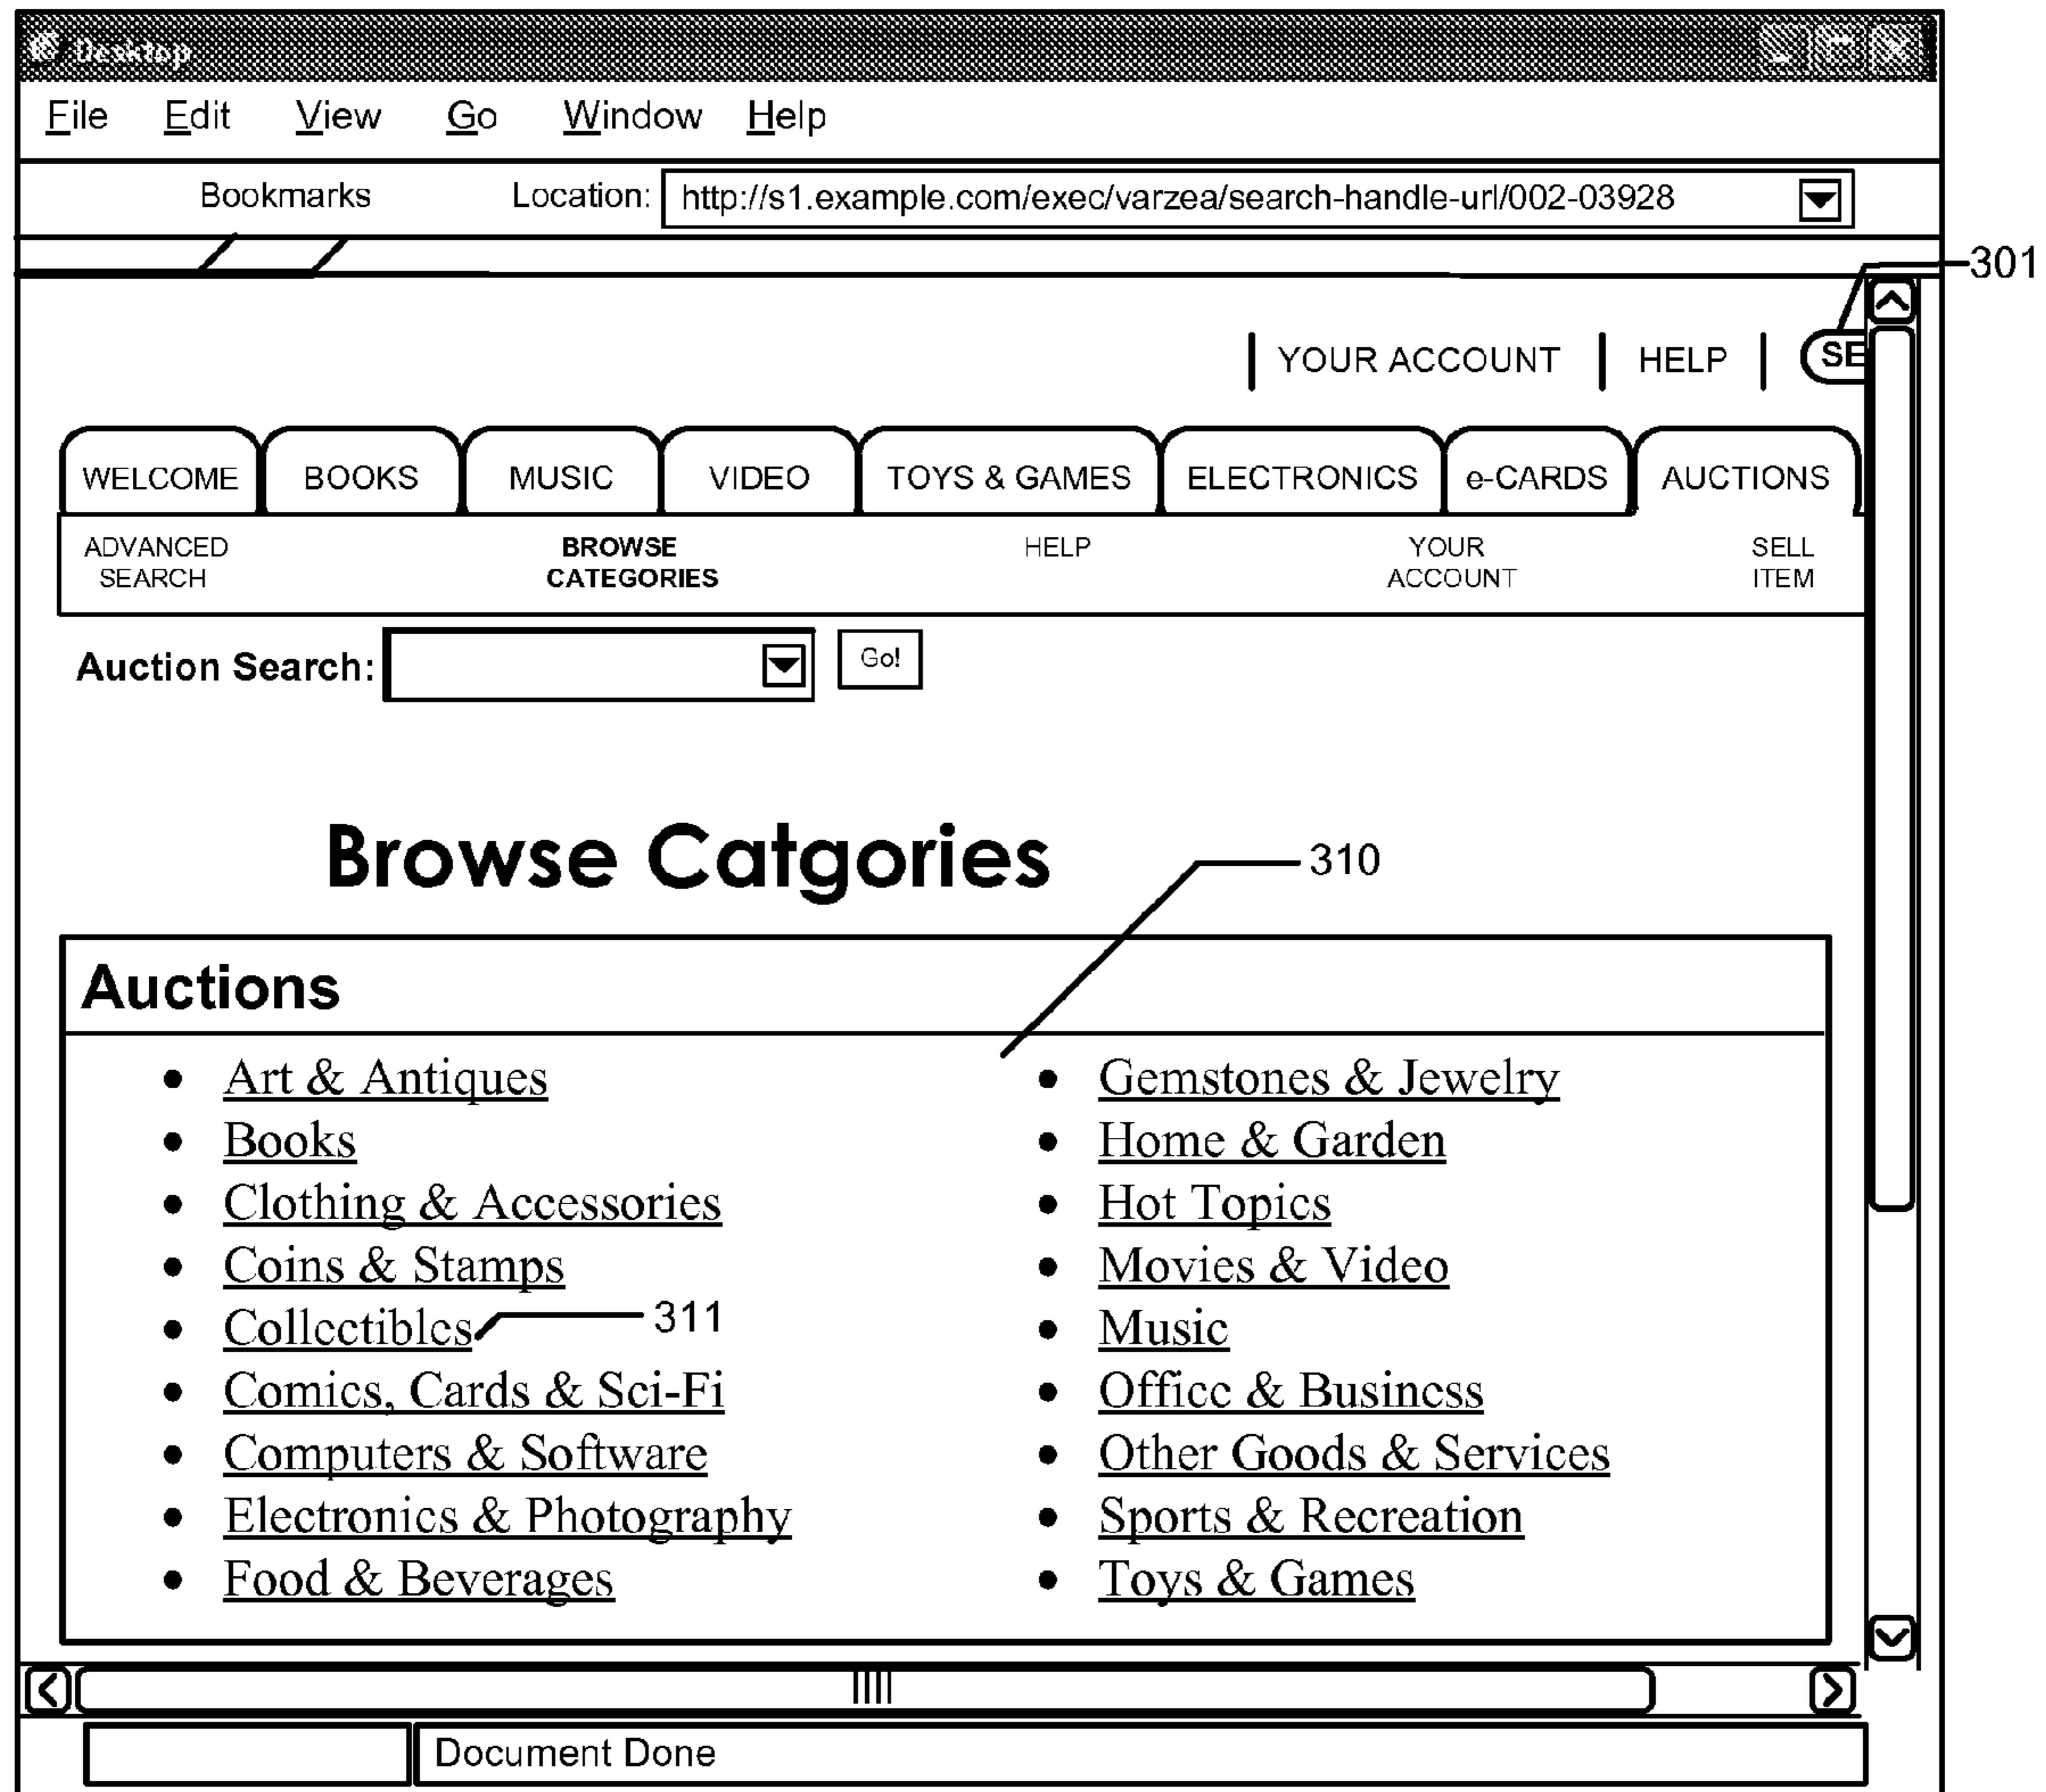 Desktop
File Edit View Go Window Help
Bookmarks Location: http://s1.example.com/exec/varzea/search-handle-url/002-03928
301
YOUR ACCOUNT HELP SE
WELCOME BOOKS MUSIC VIDEO TOYS & GAMES ELECTRONICS e-CARDS AUCTIONS
ADVANCED BROWSE HELP YOUR SELL
SEARCH CATEGORIES ACCOUNT ITEM
Auction Search: Go!
Browse Catgories
310
Auctions
Art & Antiques
Books
Clothing & Accessories
Coins & Stamps
Collectibles 311
Comics, Cards & Sci-Fi
Computers & Software
Electronics & Photography
Food & Beverages
Gemstones & Jewelry
Home & Garden
Hot Topics
Movies & Video
Music
Office & Business
Other Goods & Services
Sports & Recreation
Toys & Games
Document Done